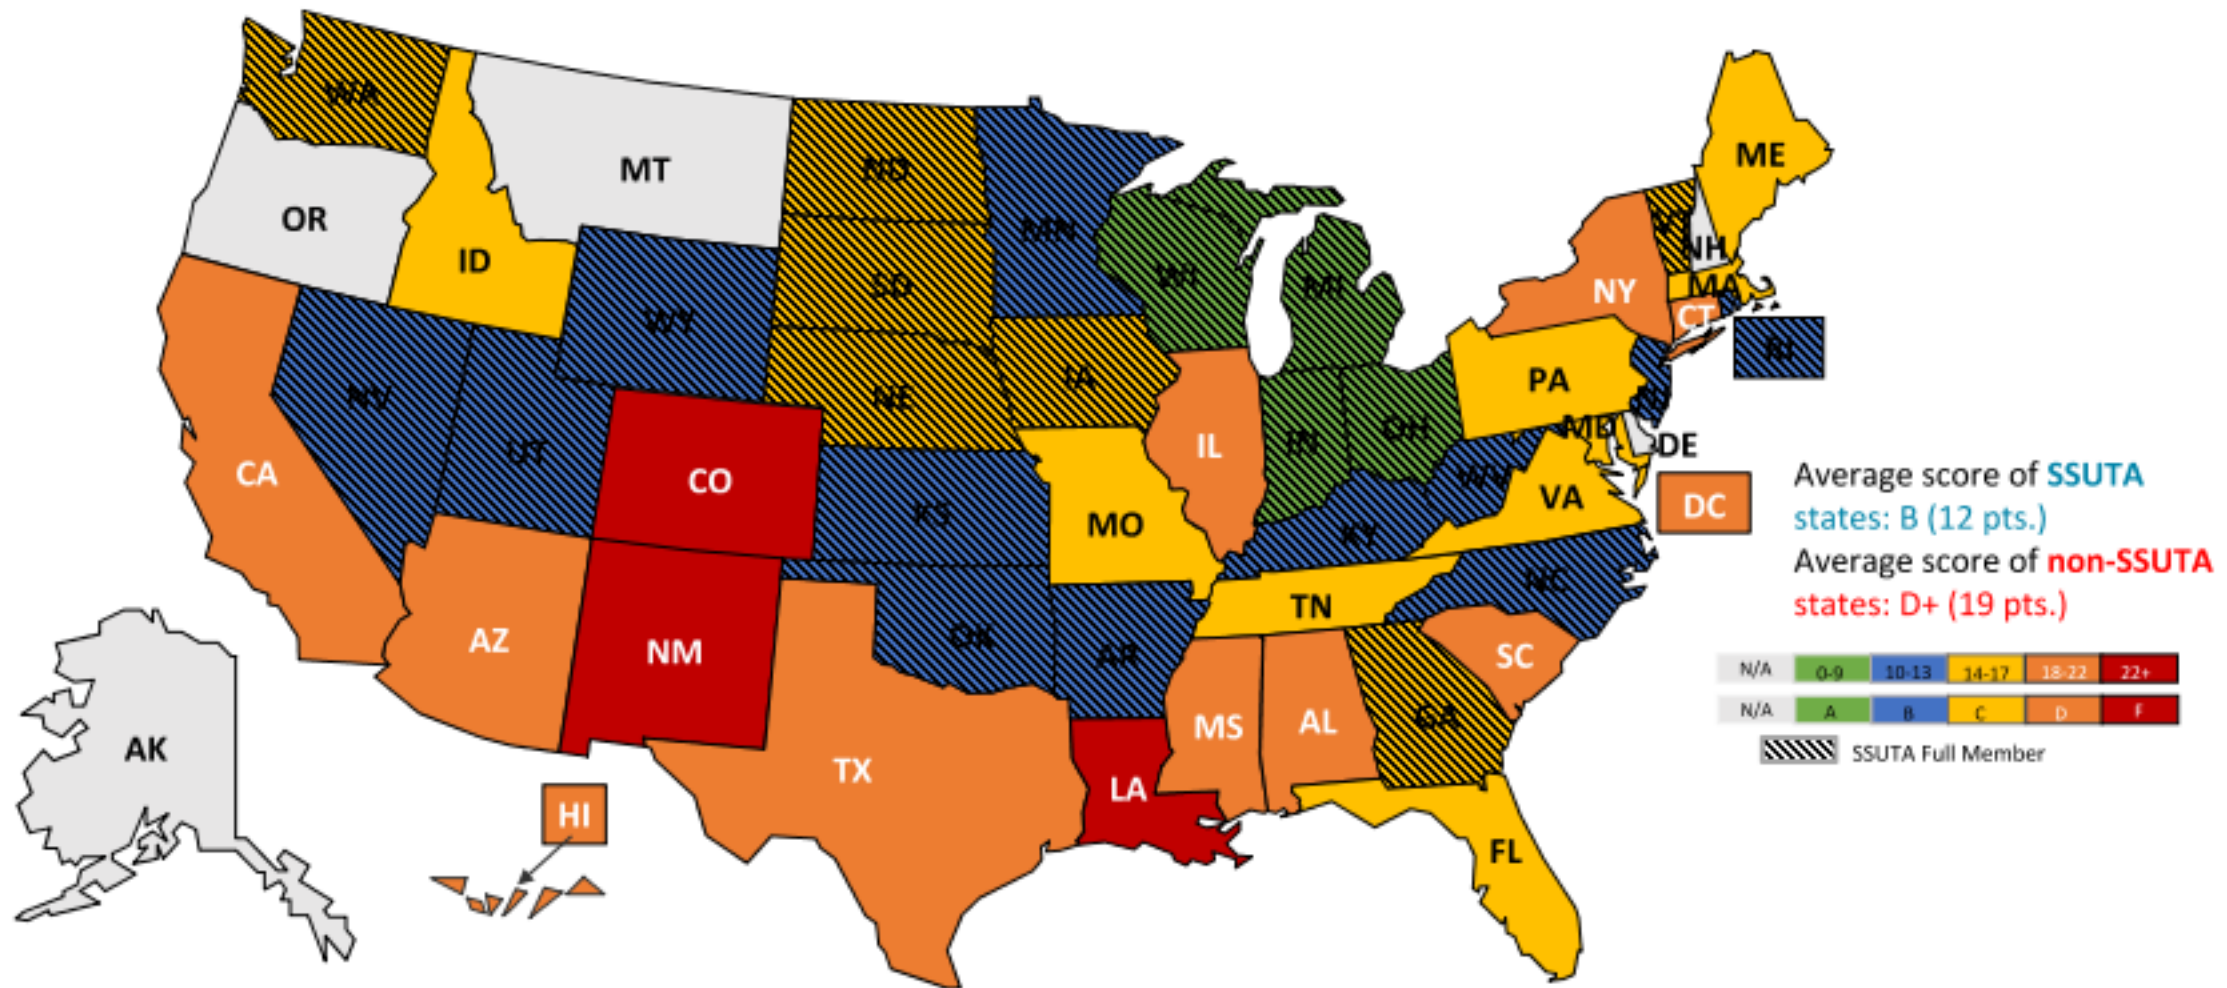 WA
MT
ND
MN
OR
ID
WY
SD
WI
MI
ME
VT
NH
NY
MA
CT
RI
NV
UT
NE
IA
PA
NJ
CA
CO
KS
MO
IL
IN
OH
WV
MD
DE
VA
DC
KY
AZ
NM
OK
AR
TN
NC
SC
TX
LA
MS
AL
GA
FL
AK
HI
Average score of SSUTA
states: B (12 pts.)
Average score of non-SSUTA
states: D+ (19 pts.)
N/A 0-9 10-13 14-17 18-22 22+
N/A A B C D F
SSUTA Full Member